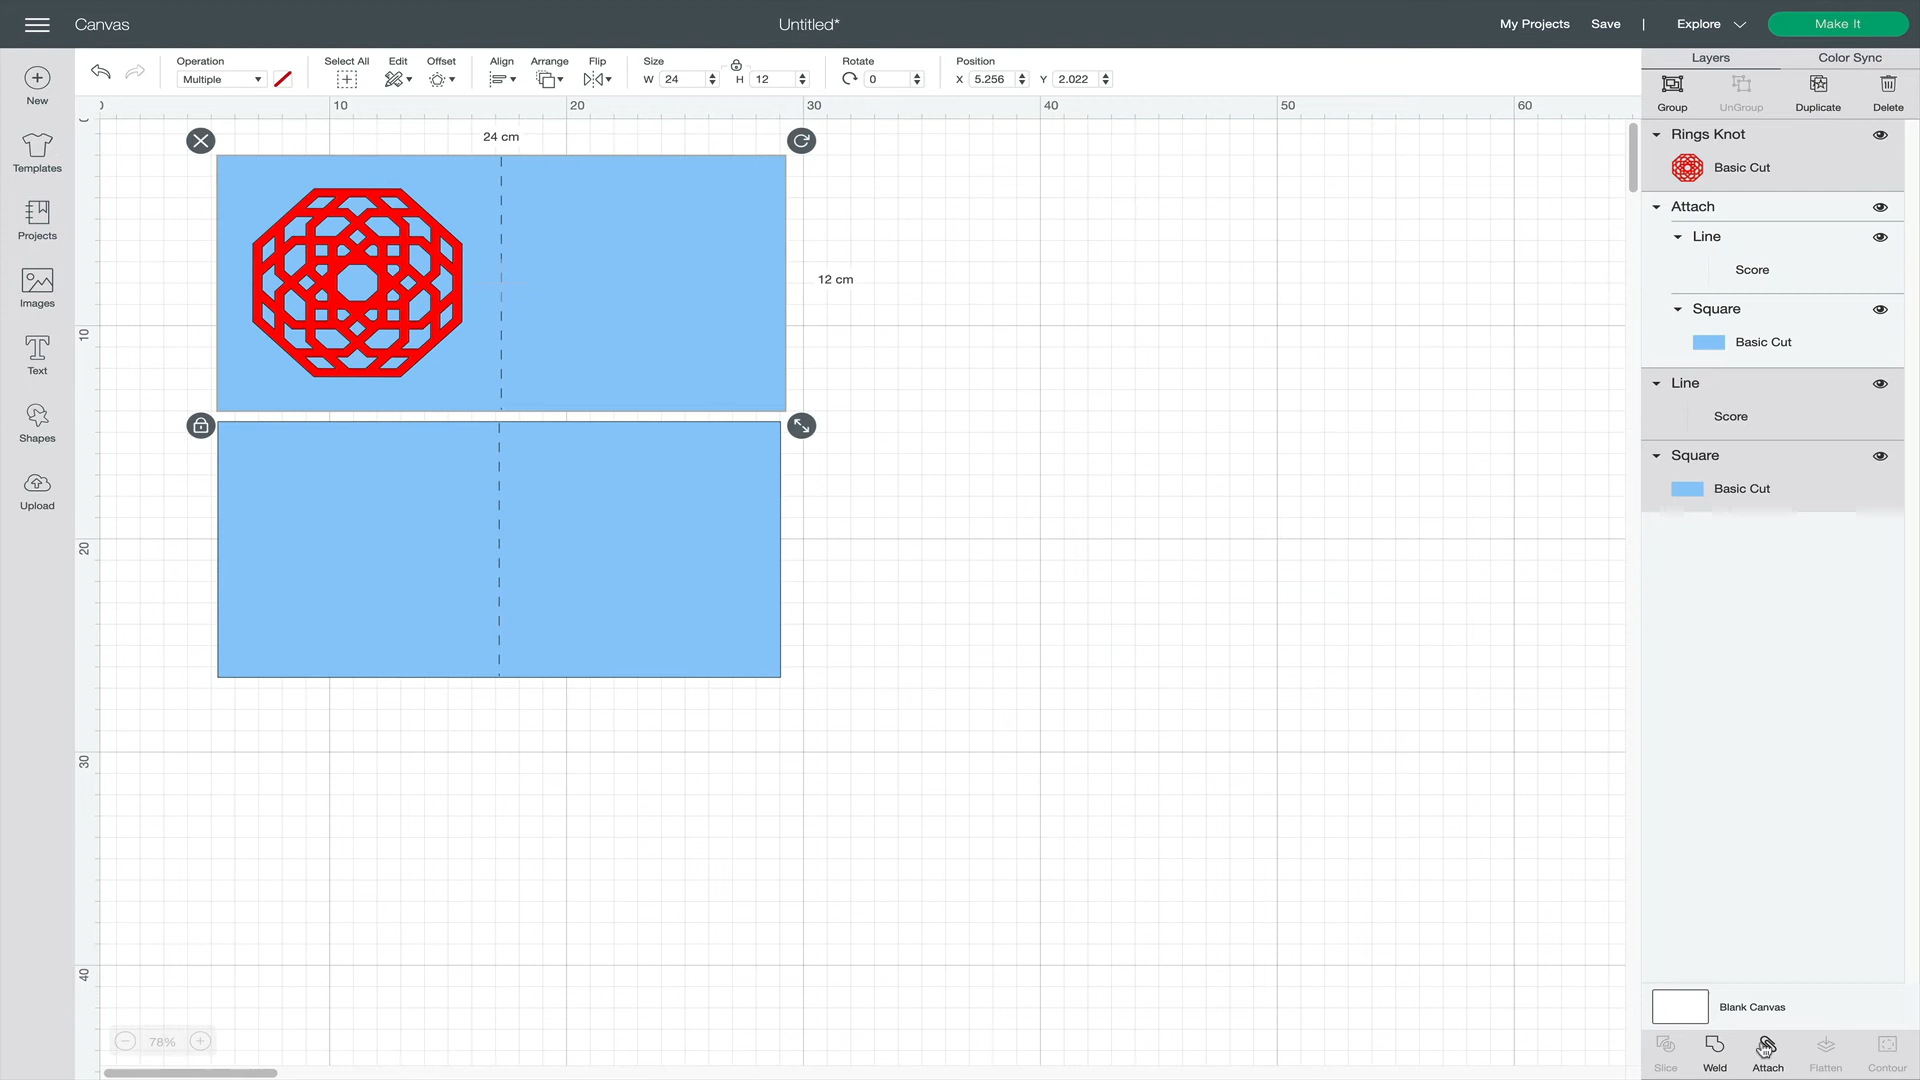 Canvas
Untitled*
My Projects
Save
|
Explore
Make It
New
Templates
Projects
Images
Text
Shapes
Upload
Operation
Multiple
Select All
Edit
Offset
Align
Arrange
Flip
Size
W 24
H 12
Rotate
0
Position
X 5.256
Y 2.022
10
20
30
40
50
60
10
20
30
40
24 cm
12 cm
78%
Layers
Color Sync
Group
UnGroup
Duplicate
Delete
Rings Knot
Basic Cut
Attach
Line
Score
Square
Basic Cut
Line
Score
Square
Basic Cut
Blank Canvas
Slice
Weld
Attach
Flatten
Contour